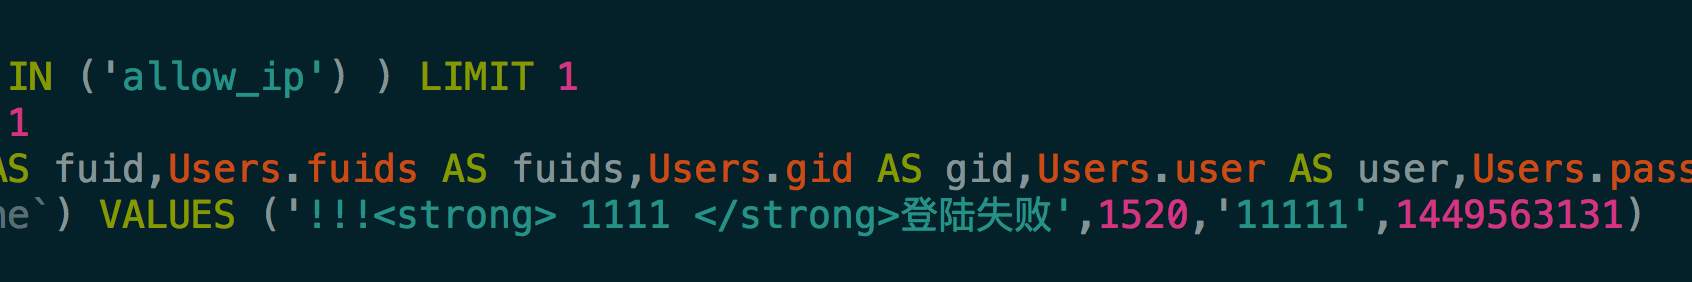 IN ('allow_ip') ) LIMIT 1
1
AS fuid,Users.fuids AS fuids,Users.gid AS gid,Users.user AS user,Users.pass
ne`) VALUES ('!!!<strong> 1111 </strong>登陆失败',1520,'11111',1449563131)